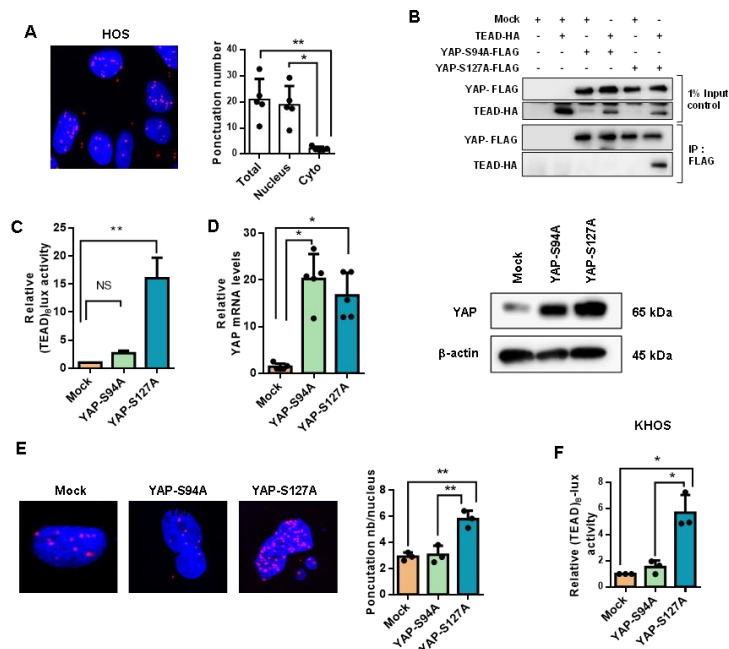 A
HOS
Ponctuation number
40
30
20
10
0
**
*
Total
Nucleus
Cyto
B
Mock + + + + + +
TEAD-HA - + - + - +
YAP-S94A-FLAG - - + + - -
YAP-S127A-FLAG - - - - + +
YAP- FLAG
TEAD-HA
1% Input
control
YAP- FLAG
TEAD-HA
IP :
FLAG
C
Relative
(TEAD)8lux activity
25
20
15
10
5
0
NS
**
Mock
YAP-S94A
YAP-S127A
D
Relative
YAP mRNA levels
30
20
10
0
*
*
Mock
YAP-S94A
YAP-S127A
Mock
YAP-S94A
YAP-S127A
YAP
65 kDa
β-actin
45 kDa
E
Mock
YAP-S94A
YAP-S127A
Poncutation nb/nucleus
10
8
6
4
2
0
**
**
Mock
YAP-S94A
YAP-S127A
KHOS
F
Relative (TEAD)8-lux
activity
8
6
4
2
0
*
*
Mock
YAP-S94A
YAP-S127A